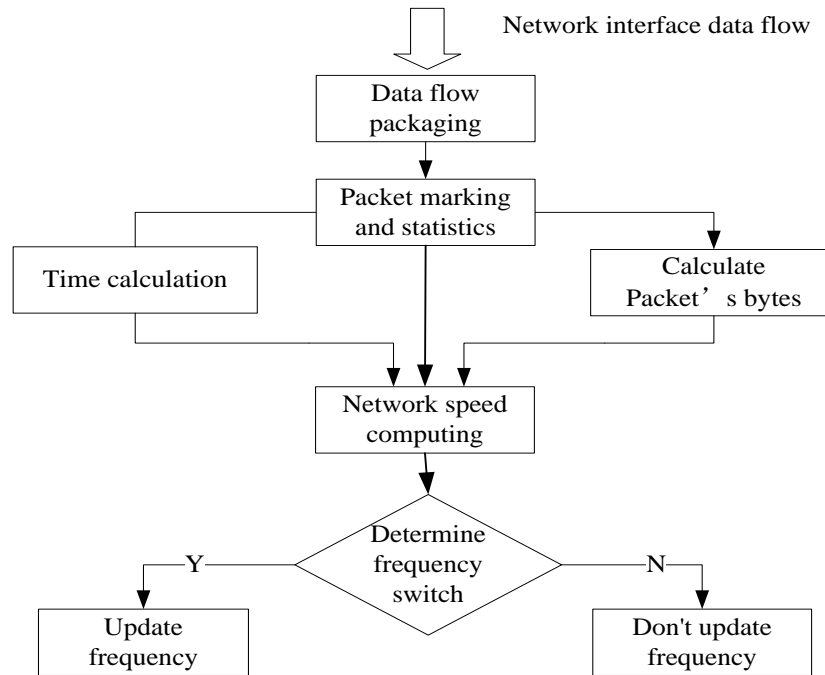 Network interface data flow
Data flow
packaging
Packet marking
and statistics
Time calculation
Calculate
Packet’s bytes
Network speed
computing
Determine
frequency
switch
Y
N
Update
frequency
Don't update
frequency